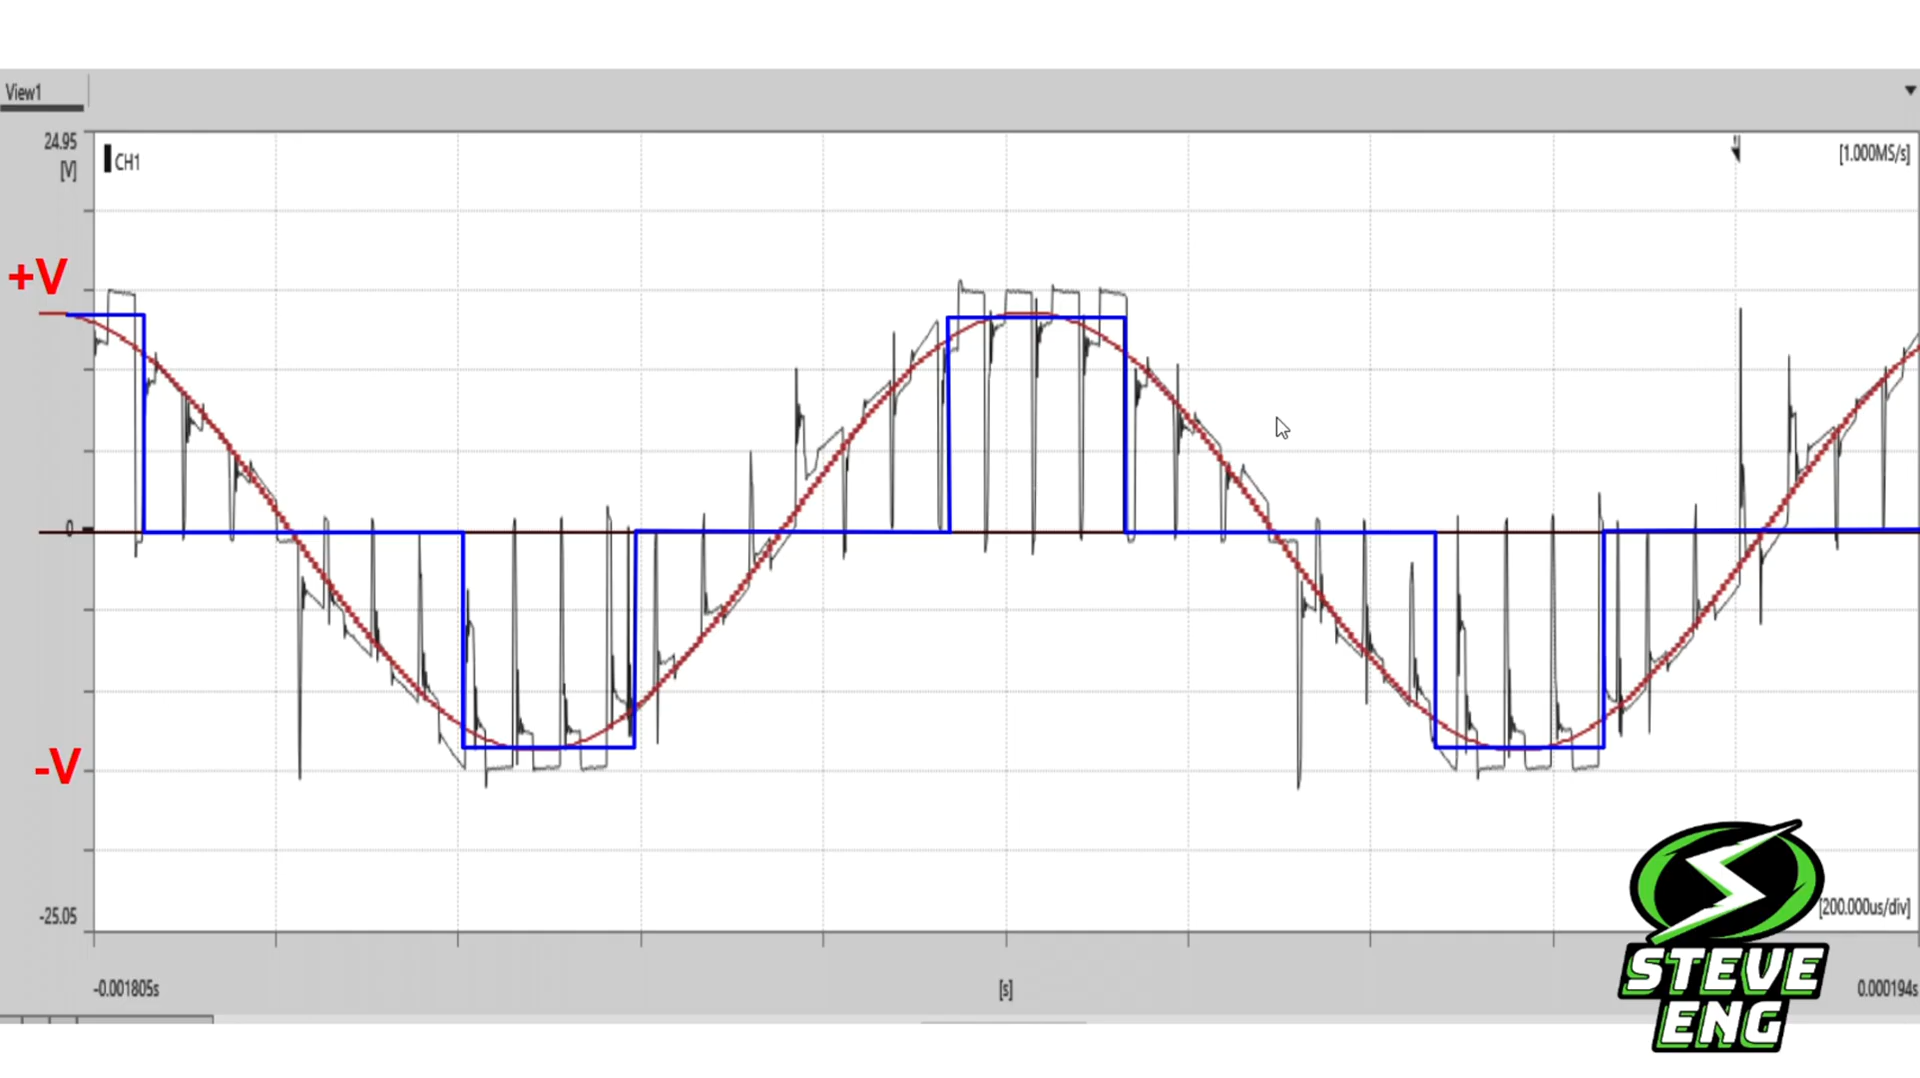 View1
24.95
[V]
CH1
[1.000MS/s]
+V
0
-V
-25.05
[200.000us/div]
-0.001805s
[s]
0.000194s
STEVE
ENG